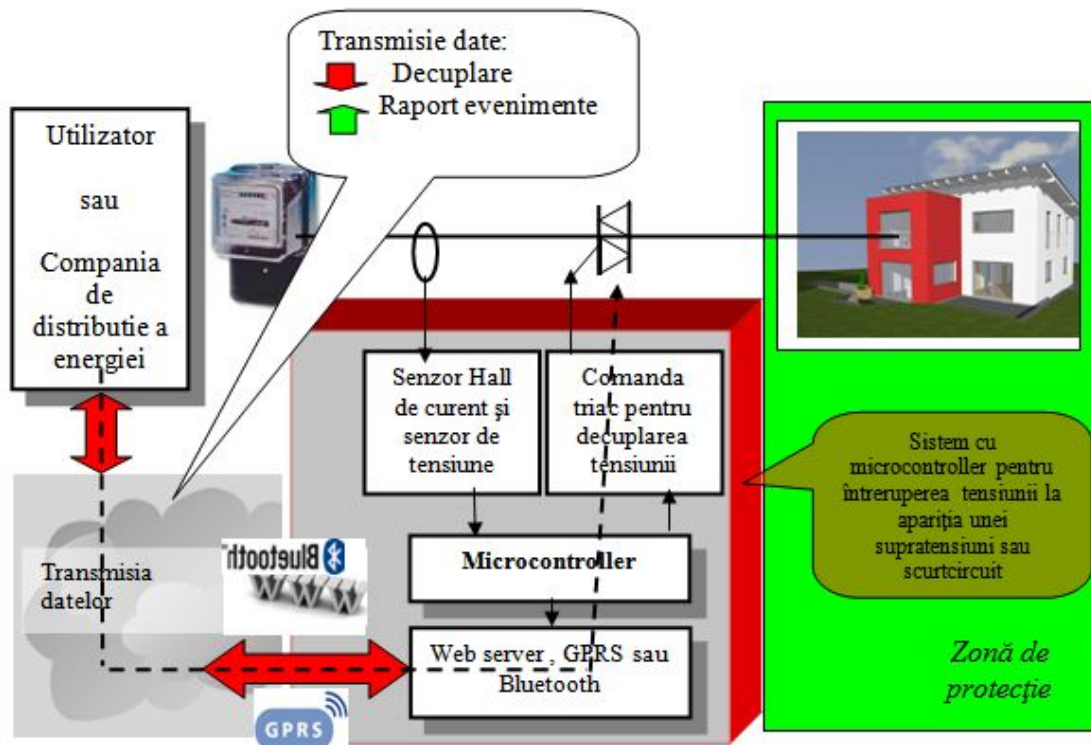 Transmisie date:
Decuplare
Raport evenimente
Utilizator
sau
Compania
de
distributie a
energiei
Senzor Hall
de curent şi
senzor de
tensiune
Comanda
triac pentru
decuplarea
tensiunii
Sistem cu
microcontroller pentru
întreruperea tensiunii la
apariţia unei
supratensiuni sau
scurtcircuit
Microcontroller
Bluetooth
WWW
Transmisia
datelor
Web server , GPRS sau
Bluetooth
GPRS
Zonă de
protecţie